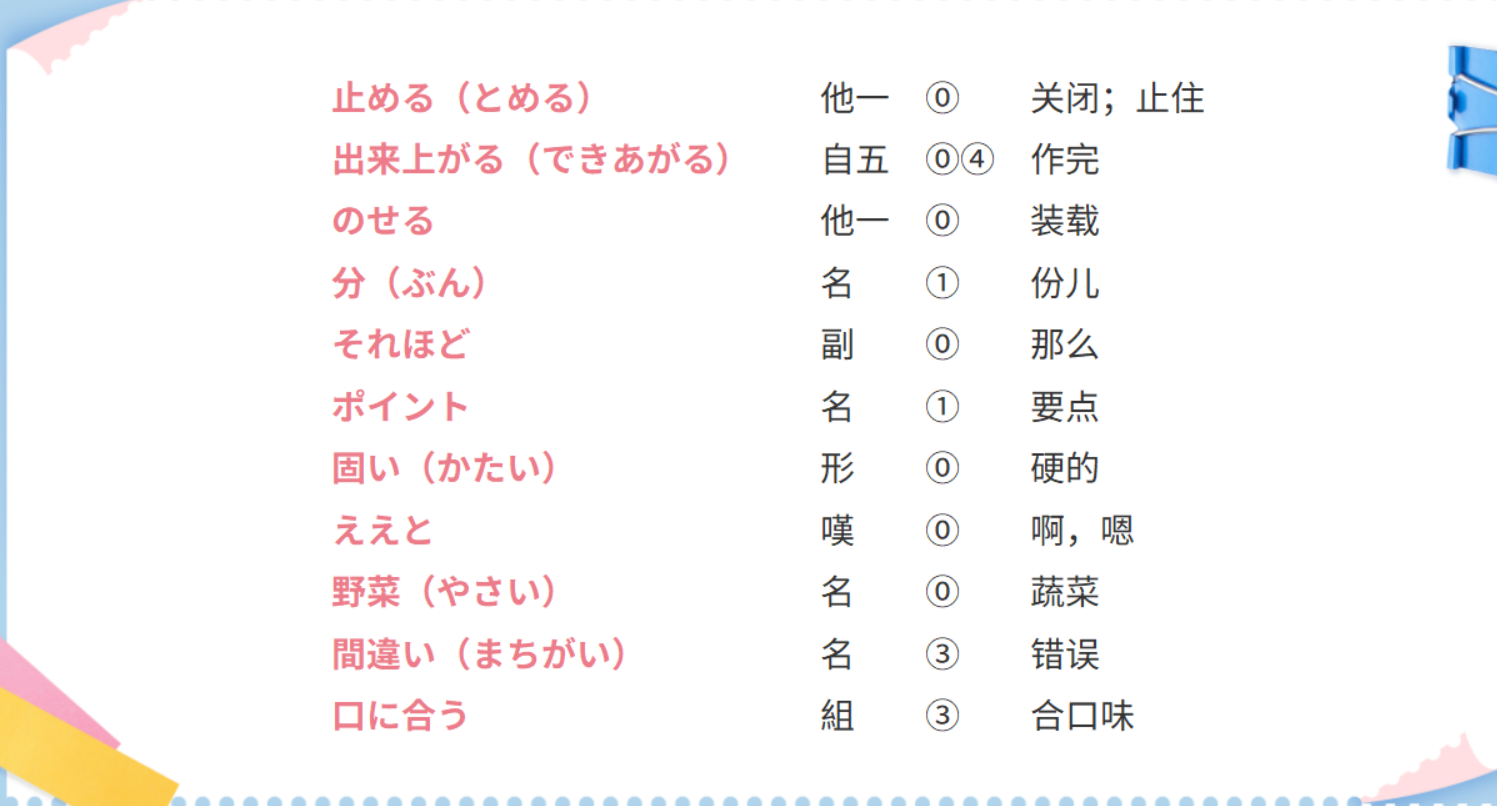 止める（とめる） 他一 ⓪ 关闭；止住
出来上がる（できあがる） 自五 ⓪④ 作完
のせる 他一 ⓪ 装载
分（ぶん） 名 ① 份儿
それほど 副 ⓪ 那么
ポイント 名 ① 要点
固い（かたい） 形 ⓪ 硬的
ええと 嘆 ⓪ 啊，嗯
野菜（やさい） 名 ⓪ 蔬菜
間違い（まちがい） 名 ③ 错误
口に合う 組 ③ 合口味